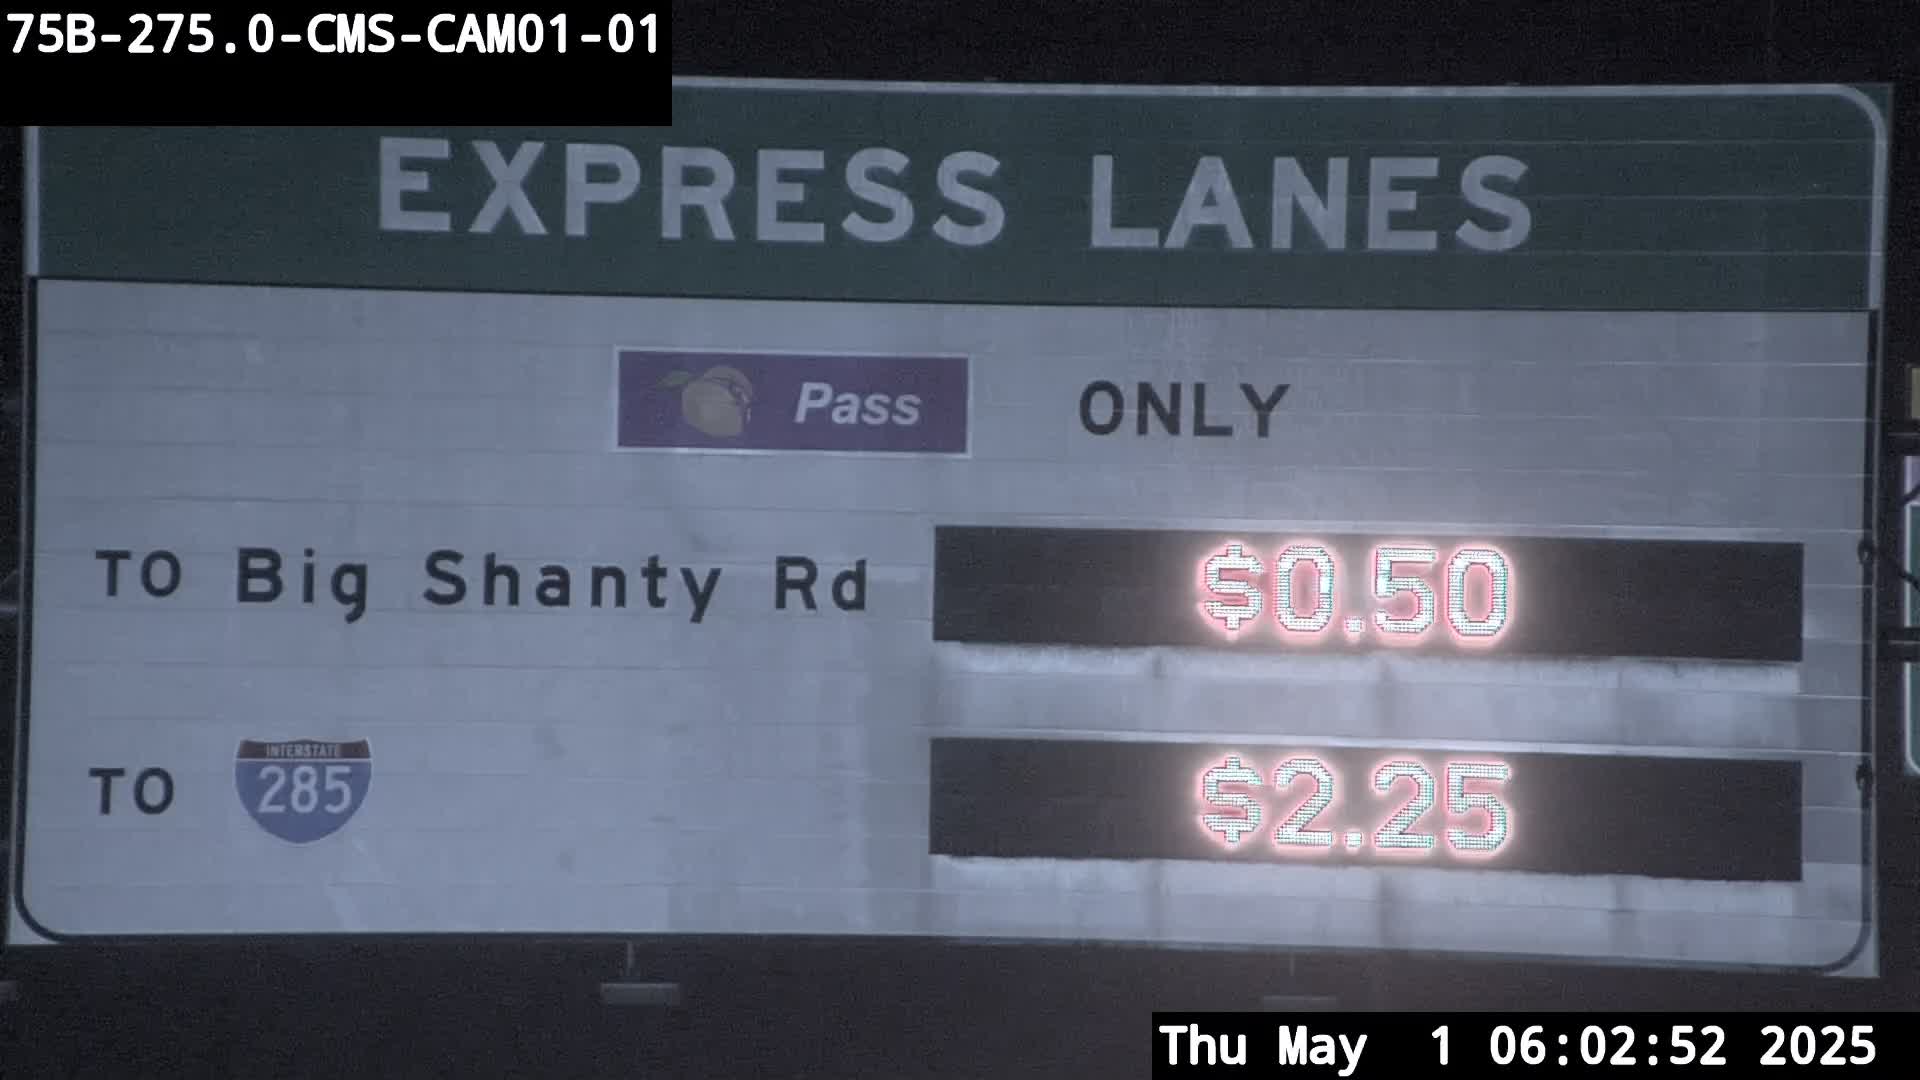 75B-275.0-CMS-CAM01-01
EXPRESS LANES
Pass ONLY
TO Big Shanty Rd $0.50
INTERSTATE
TO 285 $2.25
Thu May 1 06:02:52 2025